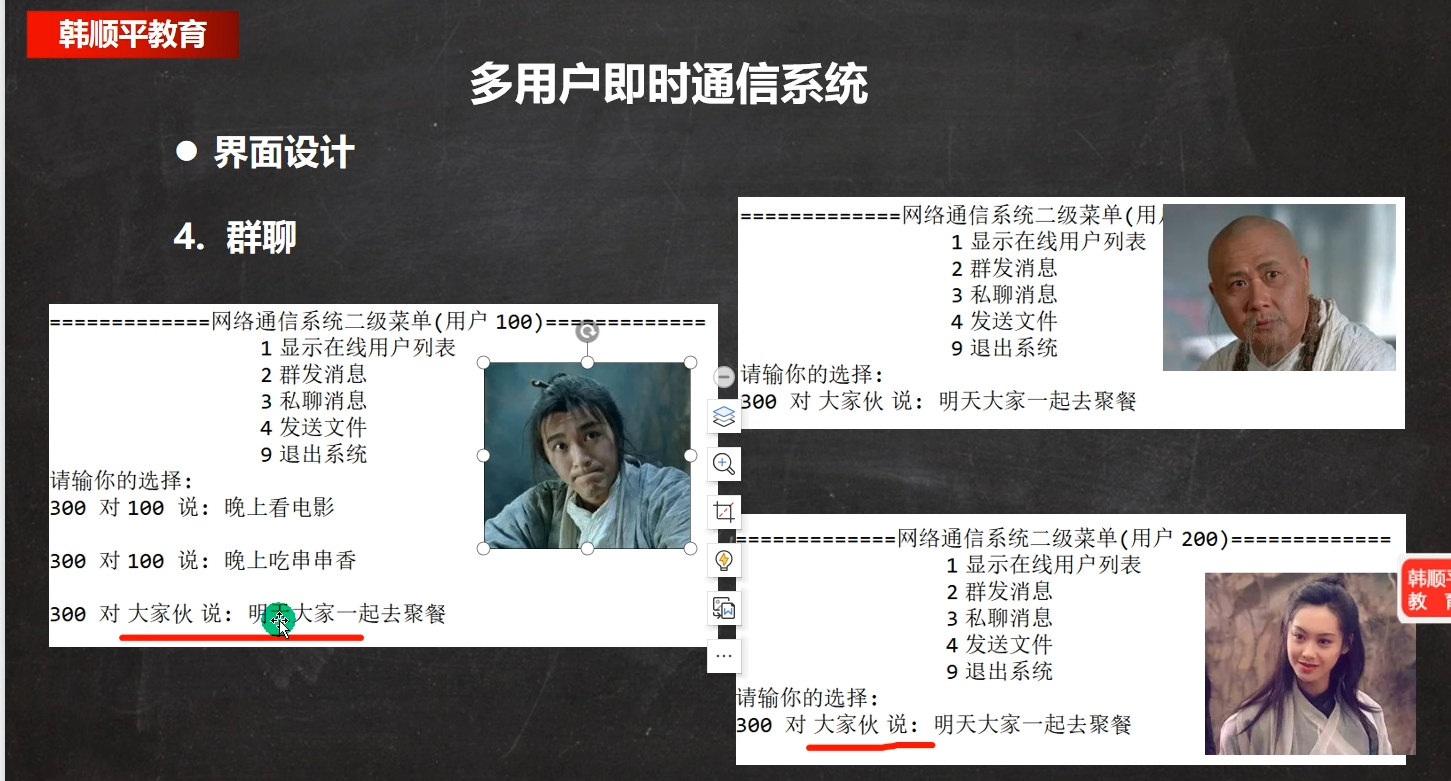 韩顺平教育
多用户即时通信系统
● 界面设计
4. 群聊
=============网络通信系统二级菜单(用户 100)=============
1 显示在线用户列表
2 群发消息
3 私聊消息
4 发送文件
9 退出系统
请输你的选择:
300 对 100 说: 晚上看电影
300 对 100 说: 晚上吃串串香
300 对 大家伙 说: 明天大家一起去聚餐
=============网络通信系统二级菜单(用
1 显示在线用户列表
2 群发消息
3 私聊消息
4 发送文件
9 退出系统
请输你的选择:
300 对 大家伙 说: 明天大家一起去聚餐
=============网络通信系统二级菜单(用户 200)=============
1 显示在线用户列表
2 群发消息
3 私聊消息
4 发送文件
9 退出系统
请输你的选择:
300 对 大家伙 说: 明天大家一起去聚餐
韩顺平
教 育